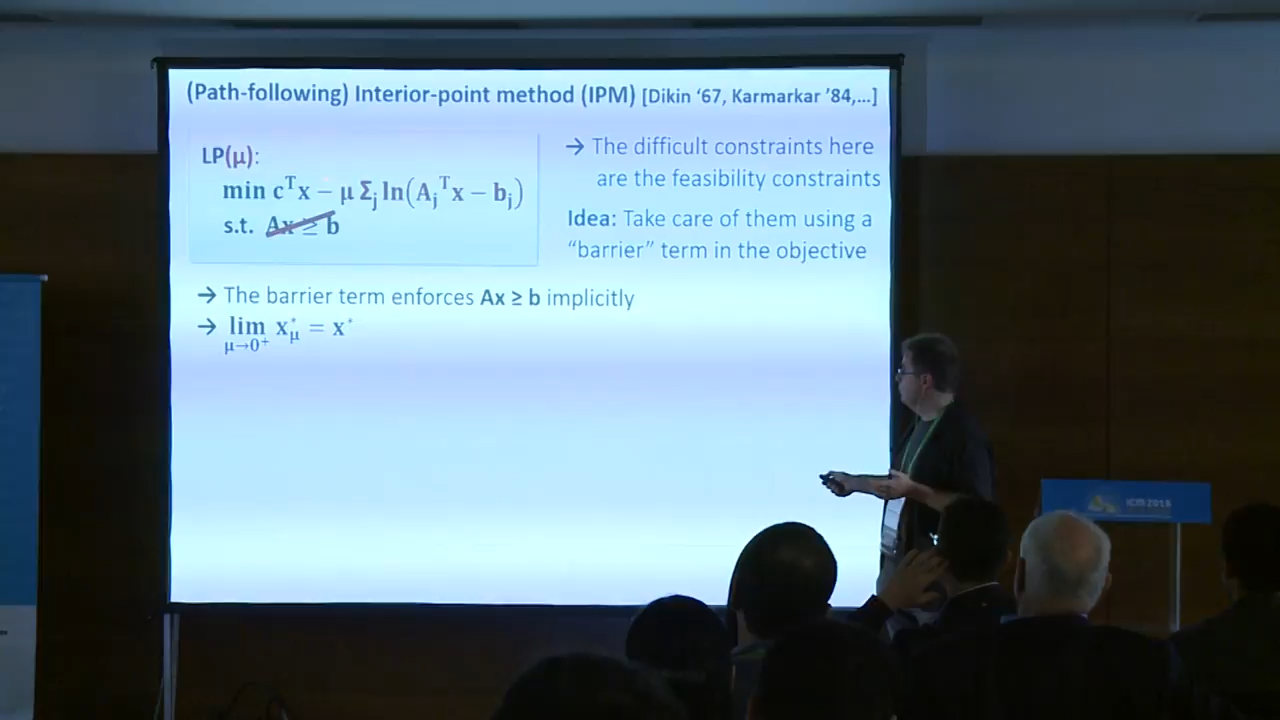 (Path-following) Interior-point method (IPM) [Dikin ‘67, Karmarkar ’84,...]
LP(μ):
min cᵀx − μ Σⱼ ln(Aⱼᵀx − bⱼ)
s.t. Ax ≥ b
→ The difficult constraints here
are the feasibility constraints
Idea: Take care of them using a
“barrier” term in the objective
→ The barrier term enforces Ax ≥ b implicitly
→ lim x*μ = x*
μ→0⁺
ICM 2018